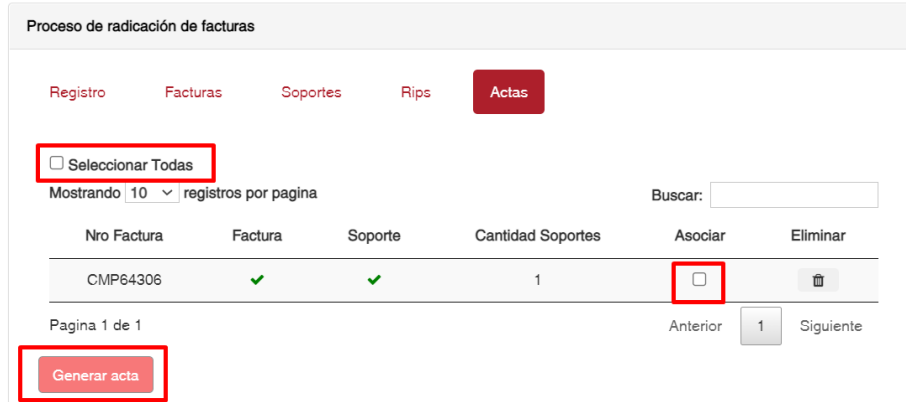 Proceso de radicación de facturas
Registro Facturas Soportes Rips Actas
Seleccionar Todas
Mostrando 10 registros por pagina Buscar:
Nro Factura Factura Soporte Cantidad Soportes Asociar Eliminar
CMP64306 1
Pagina 1 de 1 Anterior 1 Siguiente
Generar acta